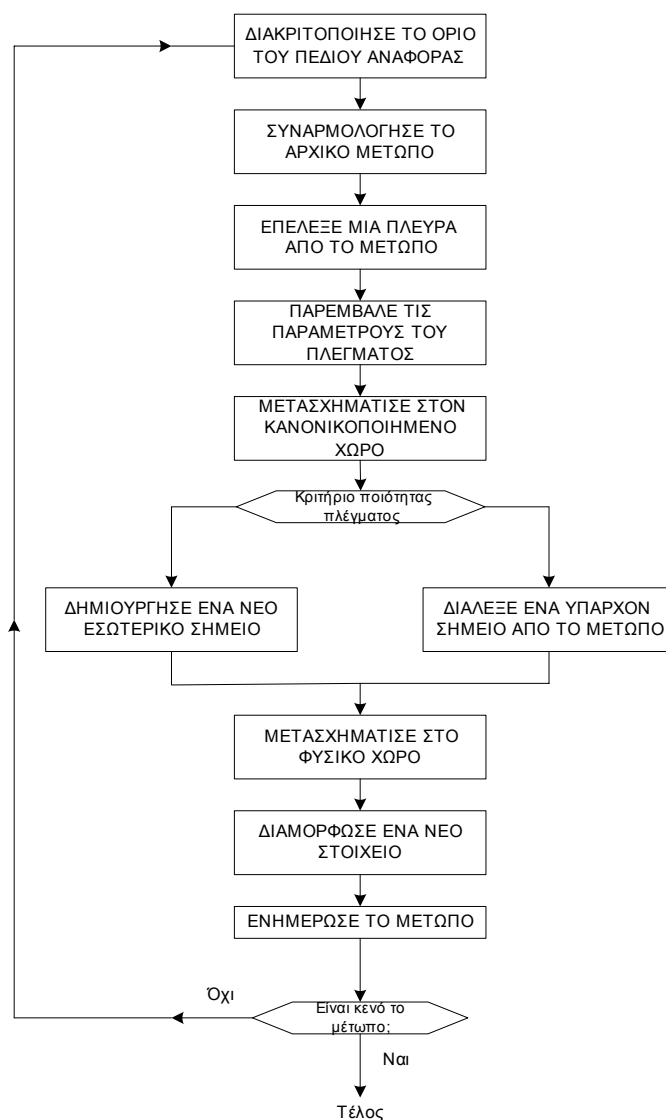 ΔΙΑΚΡΙΤΟΠΟΙΗΣΕ ΤΟ ΟΡΙΟ
ΤΟΥ ΠΕΔΙΟΥ ΑΝΑΦΟΡΑΣ
ΣΥΝΑΡΜΟΛΟΓΗΣΕ ΤΟ
ΑΡΧΙΚΟ ΜΕΤΩΠΟ
ΕΠΕΛΕΞΕ ΜΙΑ ΠΛΕΥΡΑ
ΑΠΟ ΤΟ ΜΕΤΩΠΟ
ΠΑΡΕΜΒΑΛΕ ΤΙΣ
ΠΑΡΑΜΕΤΡΟΥΣ ΤΟΥ
ΠΛΕΓΜΑΤΟΣ
ΜΕΤΑΣΧΗΜΑΤΙΣΕ ΣΤΟΝ
ΚΑΝΟΝΙΚΟΠΟΙΗΜΕΝΟ
ΧΩΡΟ
Κριτήριο ποιότητας
πλέγματος
ΔΗΜΙΟΥΡΓΗΣΕ ΕΝΑ ΝΕΟ
ΕΣΩΤΕΡΙΚΟ ΣΗΜΕΙΟ
ΔΙΑΛΕΞΕ ΕΝΑ ΥΠΑΡΧΟΝ
ΣΗΜΕΙΟ ΑΠΟ ΤΟ ΜΕΤΩΠΟ
ΜΕΤΑΣΧΗΜΑΤΙΣΕ ΣΤΟ
ΦΥΣΙΚΟ ΧΩΡΟ
ΔΙΑΜΟΡΦΩΣΕ ΕΝΑ ΝΕΟ
ΣΤΟΙΧΕΙΟ
ΕΝΗΜΕΡΩΣΕ ΤΟ ΜΕΤΩΠΟ
Όχι
Είναι κενό το
μέτωπο;
Ναι
Τέλος